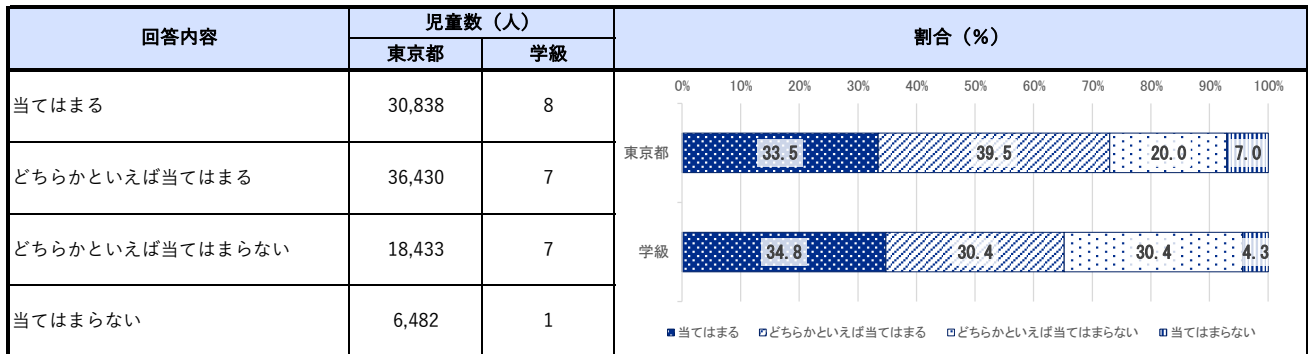 回答内容 児童数（人） 割合（％）
東京都 学級
当てはまる 30,838 8
どちらかといえば当てはまる 36,430 7
どちらかといえば当てはまらない 18,433 7
当てはまらない 6,482 1
0% 10% 20% 30% 40% 50% 60% 70% 80% 90% 100%
東京都 33.5 39.5 20.0 7.0
学級 34.8 30.4 30.4 4.3
当てはまる どちらかといえば当てはまる どちらかといえば当てはまらない 当てはまらない